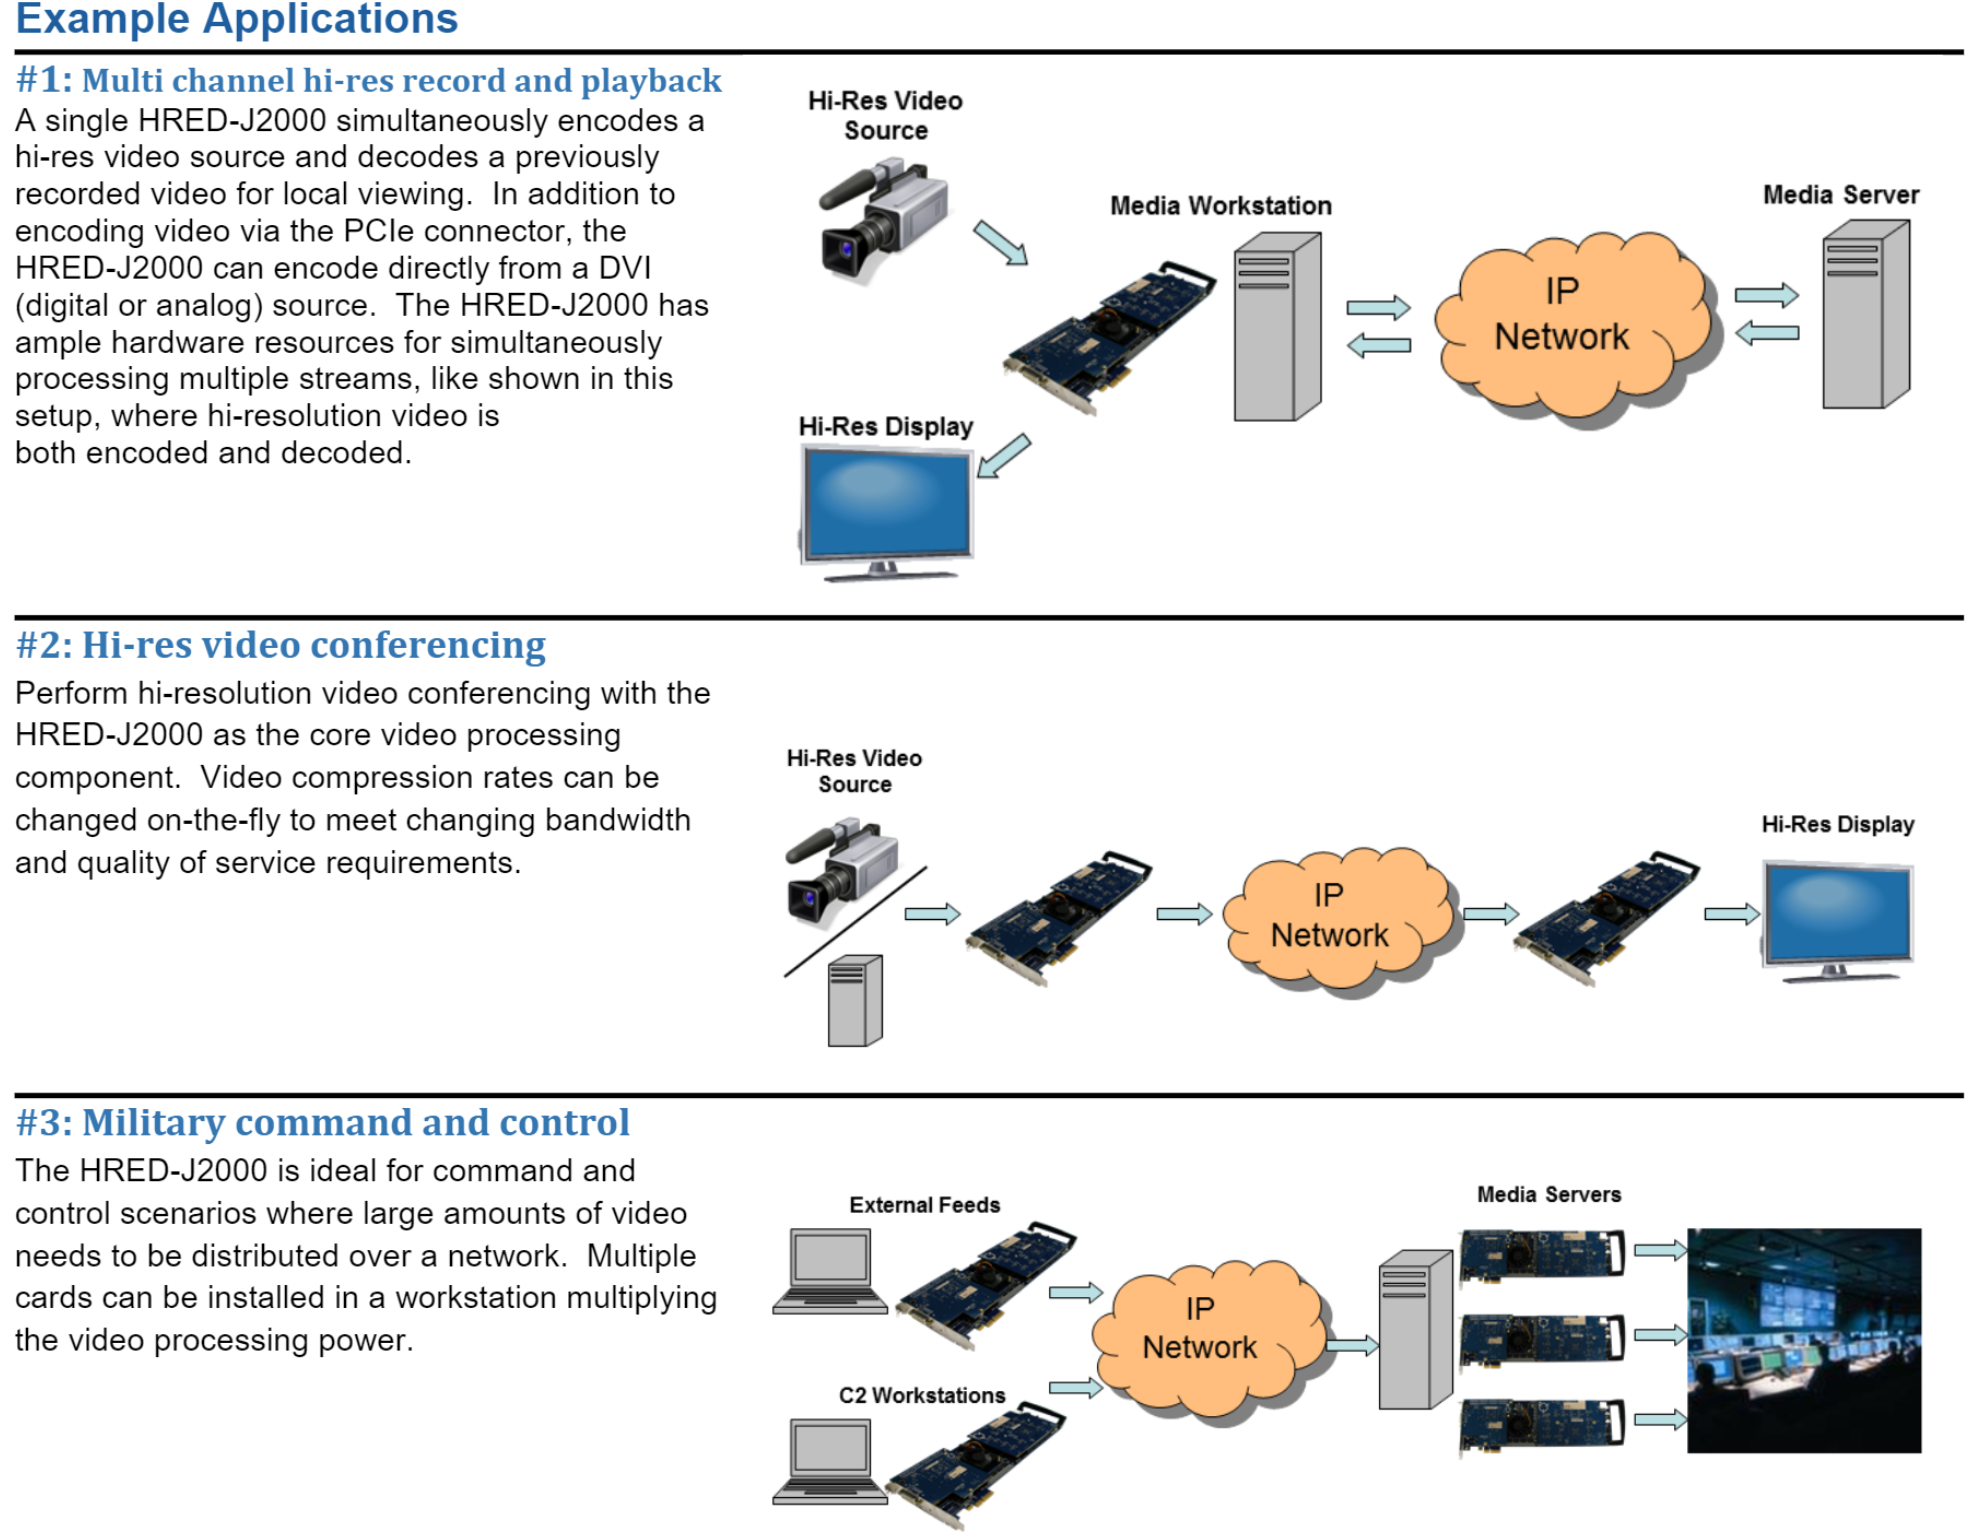 Example Applications
#1: Multi channel hi-res record and playback
A single HRED-J2000 simultaneously encodes a
hi-res video source and decodes a previously
recorded video for local viewing.  In addition to
encoding video via the PCIe connector, the
HRED-J2000 can encode directly from a DVI
(digital or analog) source.  The HRED-J2000 has
ample hardware resources for simultaneously
processing multiple streams, like shown in this
setup, where hi-resolution video is
both encoded and decoded.
Hi-Res Video
Source
Media Workstation
Media Server
IP
Network
Hi-Res Display
#2: Hi-res video conferencing
Perform hi-resolution video conferencing with the
HRED-J2000 as the core video processing
component.  Video compression rates can be
changed on-the-fly to meet changing bandwidth
and quality of service requirements.
Hi-Res Video
Source
IP
Network
Hi-Res Display
#3: Military command and control
The HRED-J2000 is ideal for command and
control scenarios where large amounts of video
needs to be distributed over a network.  Multiple
cards can be installed in a workstation multiplying
the video processing power.
External Feeds
C2 Workstations
IP
Network
Media Servers